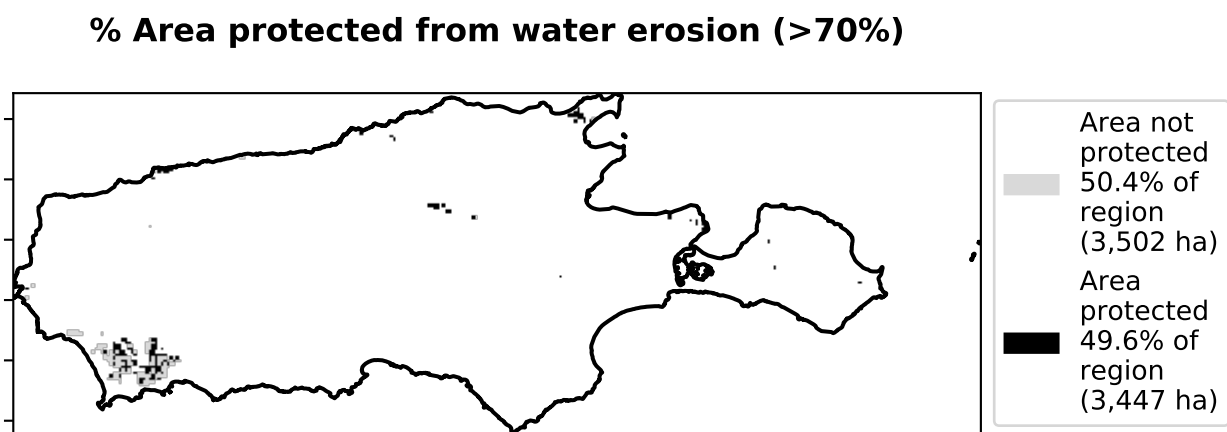 % Area protected from water erosion (>70%)
Area not
protected
50.4% of
region
(3,502 ha)
Area
protected
49.6% of
region
(3,447 ha)